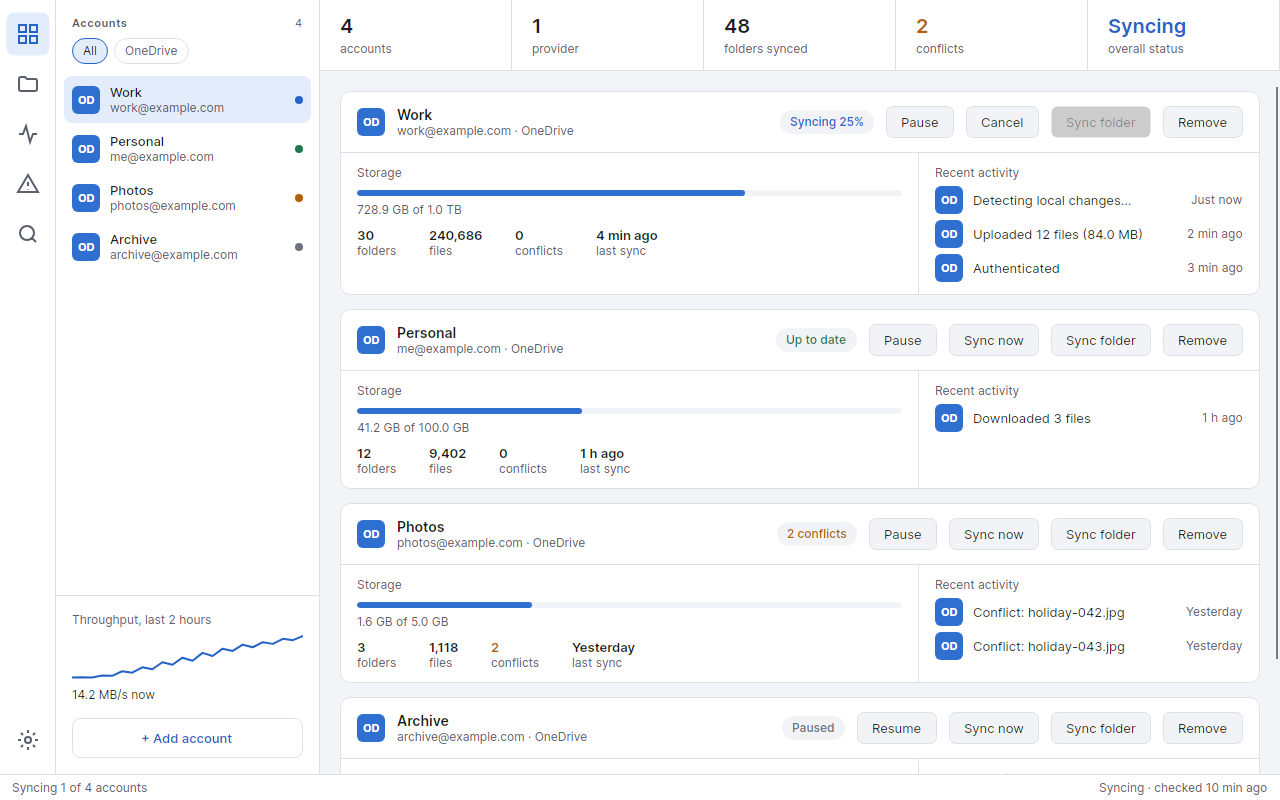 Accounts 4
All OneDrive
OD Work
work@example.com
OD Personal
me@example.com
OD Photos
photos@example.com
OD Archive
archive@example.com
Throughput, last 2 hours
14.2 MB/s now
+ Add account
4
accounts
1
provider
48
folders synced
2
conflicts
Syncing
overall status
OD Work
work@example.com · OneDrive
Syncing 25% Pause Cancel Sync folder Remove
Storage
728.9 GB of 1.0 TB
30 240,686 0 4 min ago
folders files conflicts last sync
Recent activity
OD Detecting local changes... Just now
OD Uploaded 12 files (84.0 MB) 2 min ago
OD Authenticated 3 min ago
OD Personal
me@example.com · OneDrive
Up to date Pause Sync now Sync folder Remove
Storage
41.2 GB of 100.0 GB
12 9,402 0 1 h ago
folders files conflicts last sync
Recent activity
OD Downloaded 3 files 1 h ago
OD Photos
photos@example.com · OneDrive
2 conflicts Pause Sync now Sync folder Remove
Storage
1.6 GB of 5.0 GB
3 1,118 2 Yesterday
folders files conflicts last sync
Recent activity
OD Conflict: holiday-042.jpg Yesterday
OD Conflict: holiday-043.jpg Yesterday
OD Archive
archive@example.com · OneDrive
Paused Resume Sync now Sync folder Remove
Syncing 1 of 4 accounts
Syncing · checked 10 min ago